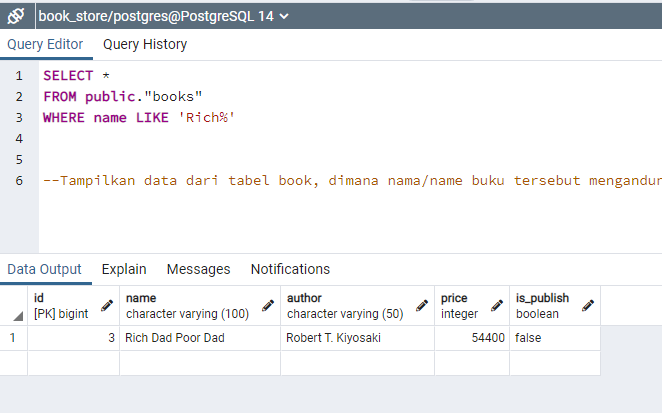 book_store/postgres@PostgreSQL 14
Query Editor Query History
1 SELECT *
2 FROM public."books"
3 WHERE name LIKE 'Rich%'
4
5
6 --Tampilkan data dari tabel book, dimana nama/name buku tersebut mengandun
Data Output Explain Messages Notifications
id name author price is_publish
[PK] bigint character varying (100) character varying (50) integer boolean
1 3 Rich Dad Poor Dad Robert T. Kiyosaki 54400 false